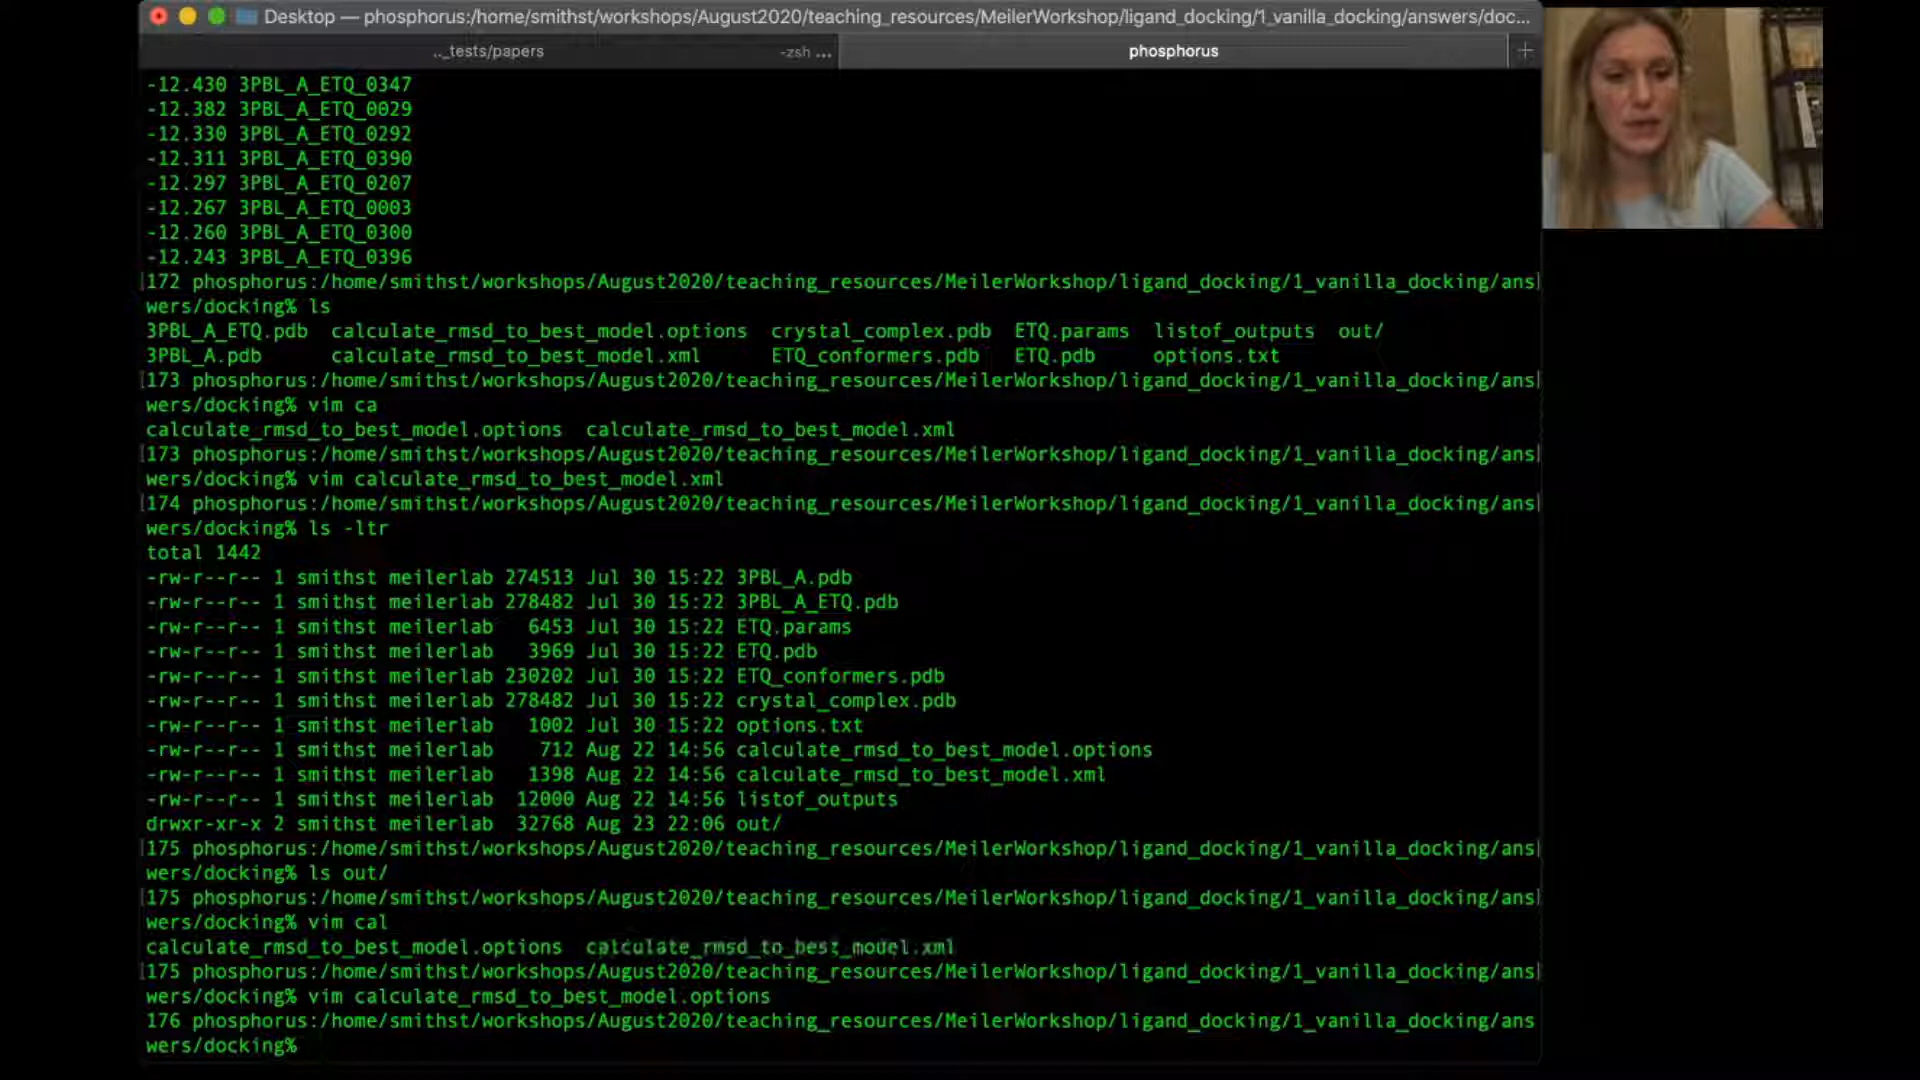 Desktop — phosphorus:/home/smithst/workshops/August2020/teaching_resources/MeilerWorkshop/ligand_docking/1_vanilla_docking/answers/doc...
.._tests/papers -zsh ... phosphorus +
-12.430 3PBL_A_ETQ_0347
-12.382 3PBL_A_ETQ_0029
-12.330 3PBL_A_ETQ_0292
-12.311 3PBL_A_ETQ_0390
-12.297 3PBL_A_ETQ_0207
-12.267 3PBL_A_ETQ_0003
-12.260 3PBL_A_ETQ_0300
-12.243 3PBL_A_ETQ_0396
[172 phosphorus:/home/smithst/workshops/August2020/teaching_resources/MeilerWorkshop/ligand_docking/1_vanilla_docking/ans]
wers/docking% ls
3PBL_A_ETQ.pdb calculate_rmsd_to_best_model.options crystal_complex.pdb ETQ.params listof_outputs out/
3PBL_A.pdb calculate_rmsd_to_best_model.xml ETQ_conformers.pdb ETQ.pdb options.txt
[173 phosphorus:/home/smithst/workshops/August2020/teaching_resources/MeilerWorkshop/ligand_docking/1_vanilla_docking/ans]
wers/docking% vim ca
calculate_rmsd_to_best_model.options calculate_rmsd_to_best_model.xml
[173 phosphorus:/home/smithst/workshops/August2020/teaching_resources/MeilerWorkshop/ligand_docking/1_vanilla_docking/ans]
wers/docking% vim calculate_rmsd_to_best_model.xml
[174 phosphorus:/home/smithst/workshops/August2020/teaching_resources/MeilerWorkshop/ligand_docking/1_vanilla_docking/ans]
wers/docking% ls -ltr
total 1442
-rw-r--r-- 1 smithst meilerlab 274513 Jul 30 15:22 3PBL_A.pdb
-rw-r--r-- 1 smithst meilerlab 278482 Jul 30 15:22 3PBL_A_ETQ.pdb
-rw-r--r-- 1 smithst meilerlab 6453 Jul 30 15:22 ETQ.params
-rw-r--r-- 1 smithst meilerlab 3969 Jul 30 15:22 ETQ.pdb
-rw-r--r-- 1 smithst meilerlab 230202 Jul 30 15:22 ETQ_conformers.pdb
-rw-r--r-- 1 smithst meilerlab 278482 Jul 30 15:22 crystal_complex.pdb
-rw-r--r-- 1 smithst meilerlab 1002 Jul 30 15:22 options.txt
-rw-r--r-- 1 smithst meilerlab 712 Aug 22 14:56 calculate_rmsd_to_best_model.options
-rw-r--r-- 1 smithst meilerlab 1398 Aug 22 14:56 calculate_rmsd_to_best_model.xml
-rw-r--r-- 1 smithst meilerlab 12000 Aug 22 14:56 listof_outputs
drwxr-xr-x 2 smithst meilerlab 32768 Aug 23 22:06 out/
[175 phosphorus:/home/smithst/workshops/August2020/teaching_resources/MeilerWorkshop/ligand_docking/1_vanilla_docking/ans]
wers/docking% ls out/
[175 phosphorus:/home/smithst/workshops/August2020/teaching_resources/MeilerWorkshop/ligand_docking/1_vanilla_docking/ans]
wers/docking% vim cal
calculate_rmsd_to_best_model.options calculate_rmsd_to_best_model.xml
[175 phosphorus:/home/smithst/workshops/August2020/teaching_resources/MeilerWorkshop/ligand_docking/1_vanilla_docking/ans]
wers/docking% vim calculate_rmsd_to_best_model.options
176 phosphorus:/home/smithst/workshops/August2020/teaching_resources/MeilerWorkshop/ligand_docking/1_vanilla_docking/ans
wers/docking%